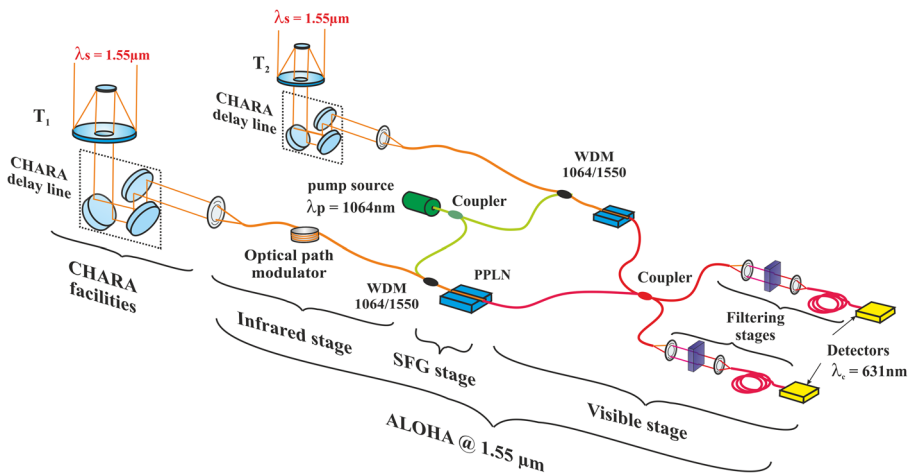 λs = 1.55µm
T1
CHARA
delay line
λs = 1.55µm
T2
CHARA
delay line
pump source
λp = 1064nm
Coupler
WDM
1064/1550
Optical path
modulator
WDM
1064/1550
PPLN
Coupler
Filtering
stages
Detectors
λc = 631nm
CHARA
facilities
Infrared stage
SFG stage
Visible stage
ALOHA @ 1.55 µm